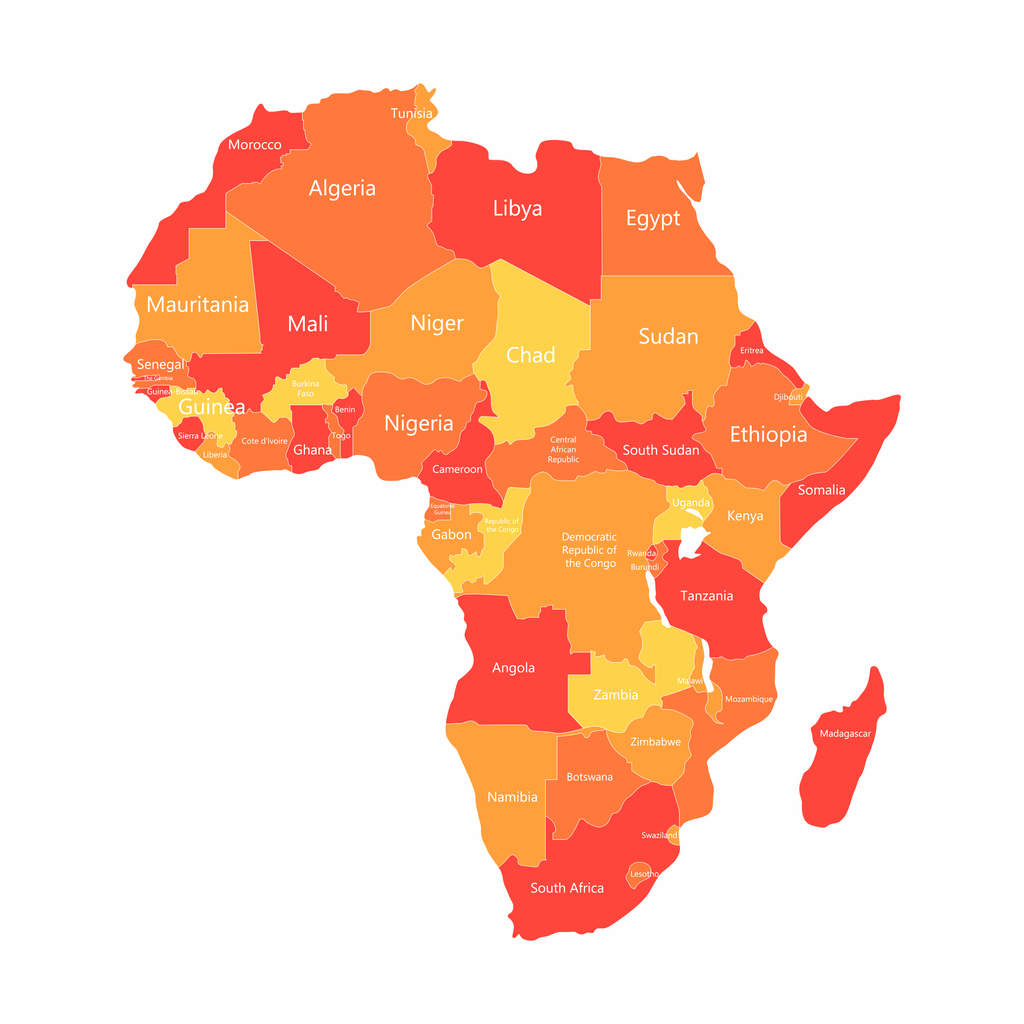 Tunisia
Morocco
Algeria
Libya
Egypt
Mauritania
Mali
Niger
Chad
Sudan
Eritrea
Senegal
The Gambia
Guinea-Bissau
Guinea
Burkina
Faso
Djibouti
Benin
Nigeria
Togo
Sierra Leone
Liberia
Cote d'Ivoire
Ghana
Cameroon
Central
African
Republic
South Sudan
Ethiopia
Somalia
Equatorial
Guinea
Gabon
Republic of
the Congo
Democratic
Republic of
the Congo
Uganda
Kenya
Rwanda
Burundi
Tanzania
Angola
Zambia
Malawi
Mozambique
Madagascar
Zimbabwe
Botswana
Namibia
Swaziland
Lesotho
South Africa